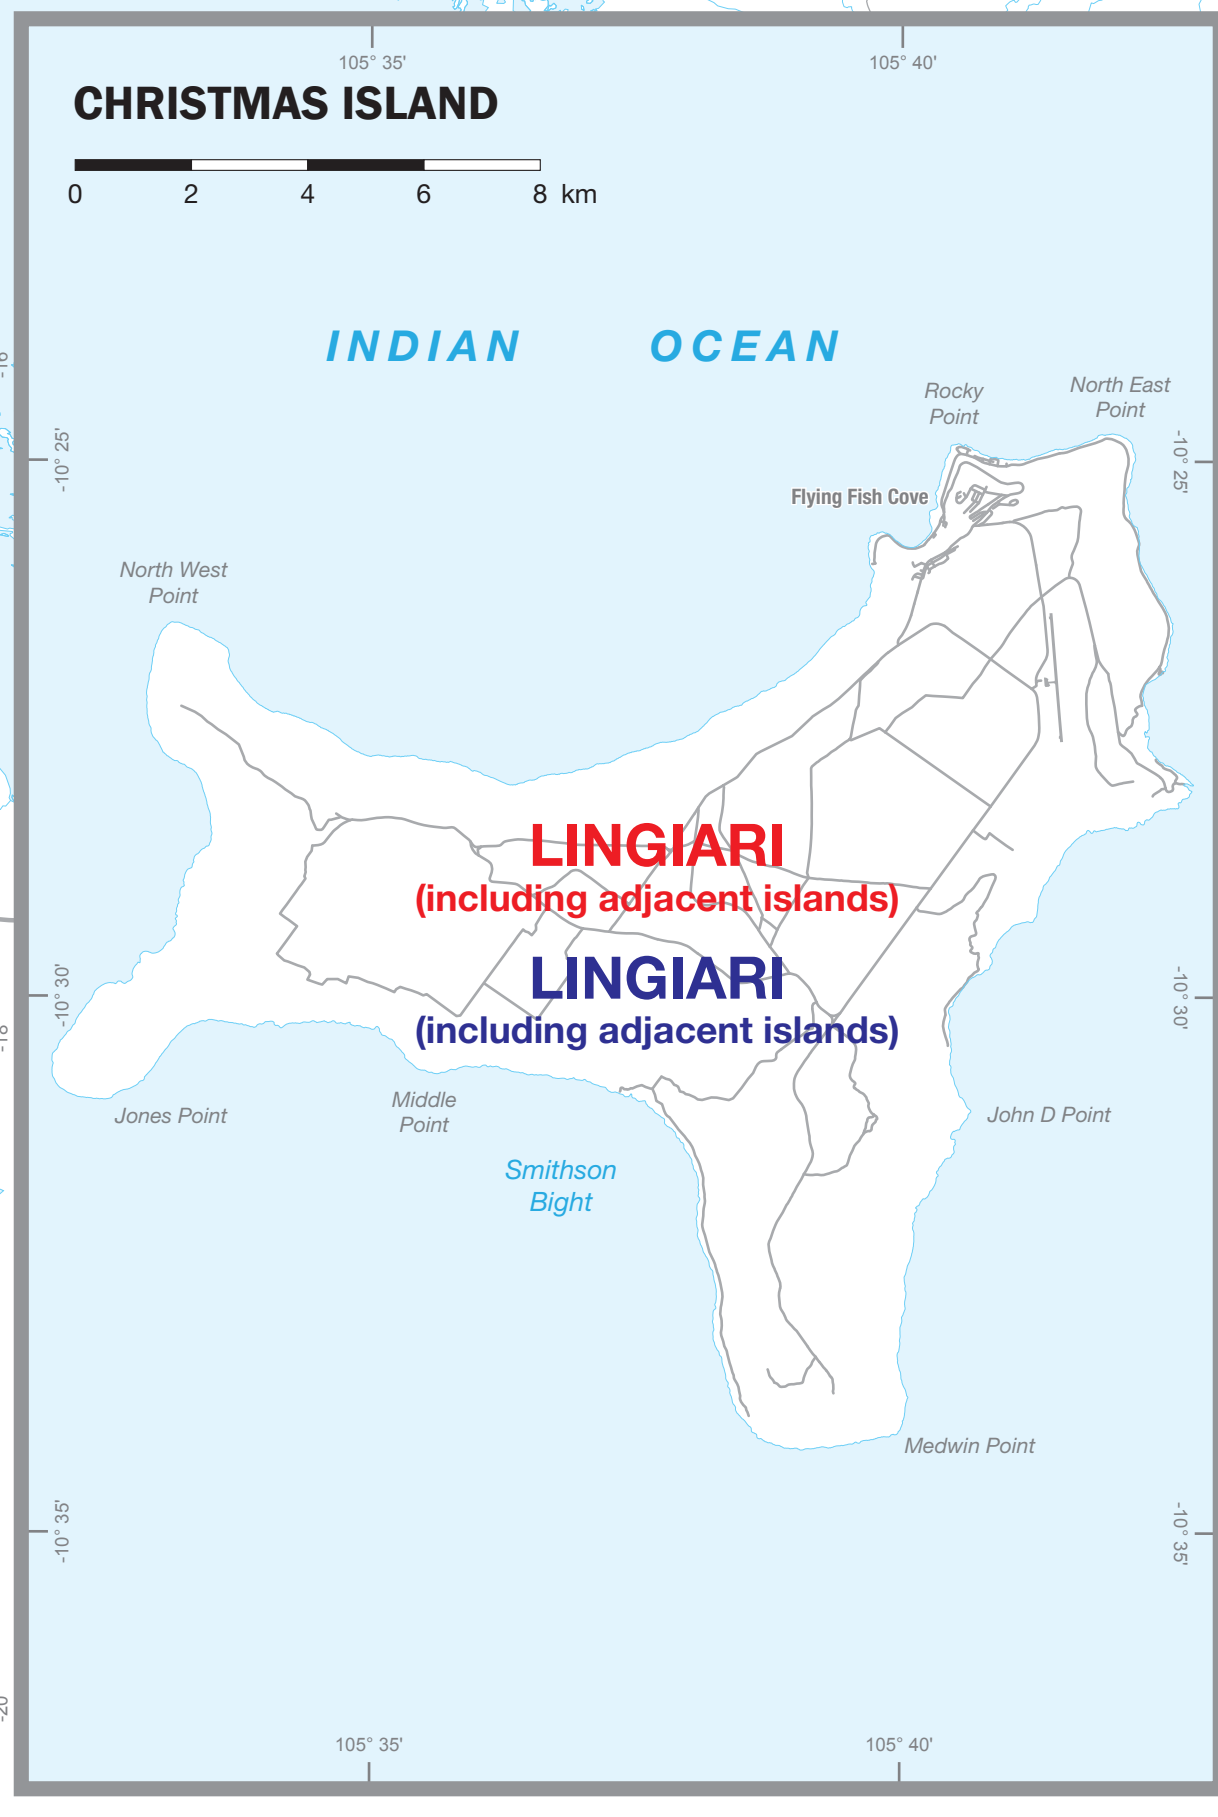 105° 35'
105° 40'
CHRISTMAS ISLAND
0 2 4 6 8 km
INDIAN OCEAN
-16
Rocky
Point
North East
Point
-10° 25'
-10° 25'
Flying Fish Cove
North West
Point
LINGIARI
(including adjacent islands)
LINGIARI
(including adjacent islands)
-10° 30'
-10° 30'
-18
Jones Point
Middle
Point
John D Point
Smithson
Bight
Medwin Point
-10° 35'
-10° 35'
-20
105° 35'
105° 40'